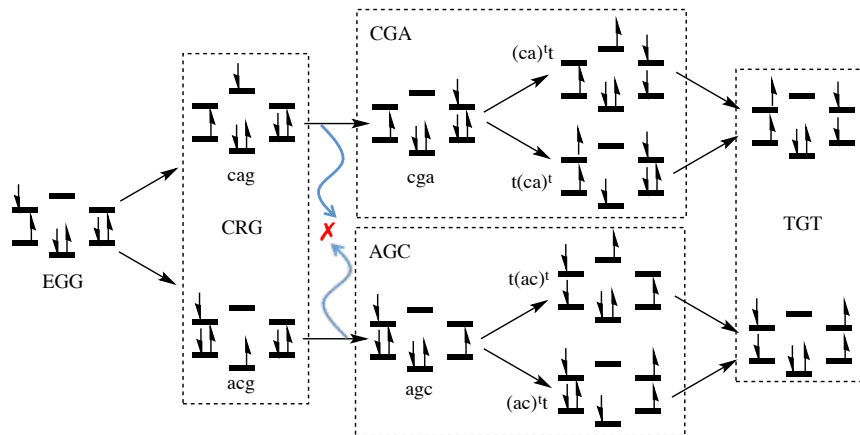 CGA
(ca)ᵗt
cag
cga
t(ca)ᵗ
CRG
✗
TGT
EGG
AGC
t(ac)ᵗ
acg
agc
(ac)ᵗt